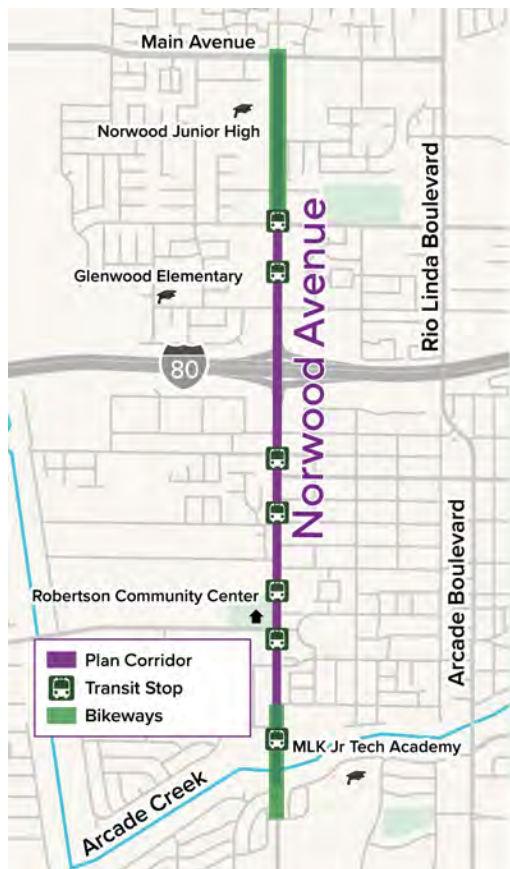 Main Avenue
Norwood Junior High
Rio Linda Boulevard
Norwood Avenue
Glenwood Elementary
80
Arcade Boulevard
Robertson Community Center
Plan Corridor
Transit Stop
Bikeways
MLK Jr Tech Academy
Arcade Creek